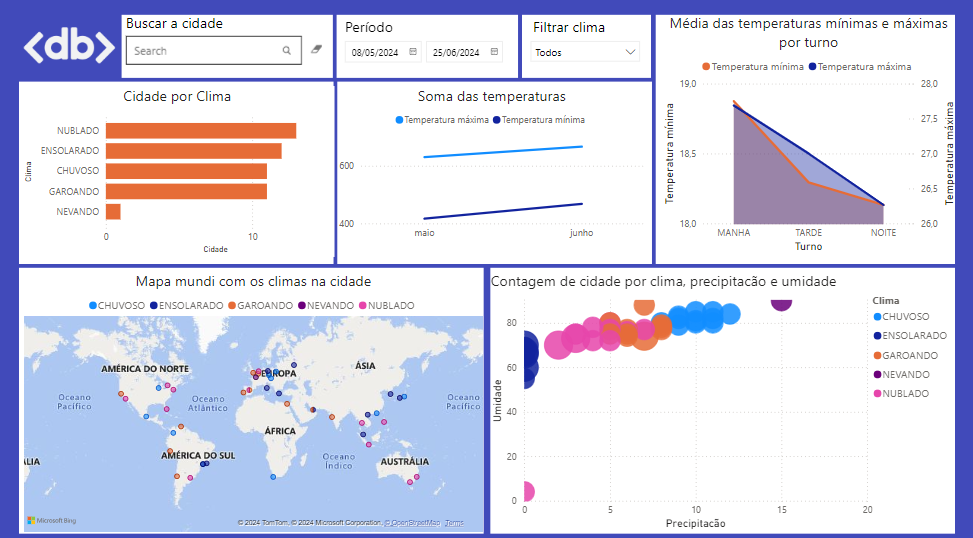 <db>
Buscar a cidade
Search
Período
08/05/2024 25/06/2024
Filtrar clima
Todos
Média das temperaturas mínimas e máximas
por turno
Temperatura mínima Temperatura máxima
Temperatura mínima
19,0
18,5
18,0
28,0
27,5
27,0
26,5
26,0
Temperatura máxima
MANHA TARDE NOITE
Turno
Cidade por Clima
Clima
NUBLADO
ENSOLARADO
CHUVOSO
GAROANDO
NEVANDO
0 10
Cidade
Soma das temperaturas
Temperatura máxima Temperatura mínima
600
400
maio junho
Mapa mundi com os climas na cidade
CHUVOSO ENSOLARADO GAROANDO NEVANDO NUBLADO
AMÉRICA DO NORTE
EUROPA
ÁSIA
Oceano
Pacífico
Oceano
Atlântico
Oceano
Pacífico
ÁFRICA
AMÉRICA DO SUL
Oceano
Índico
AUSTRÁLIA
ÁLIA
Microsoft Bing
© 2024 TomTom, © 2024 Microsoft Corporation, © OpenStreetMap Terms
Contagem de cidade por clima, precipitacão e umidade
Umidade
80
60
40
20
0
0 5 10 15 20
Precipitacão
Clima
CHUVOSO
ENSOLARADO
GAROANDO
NEVANDO
NUBLADO